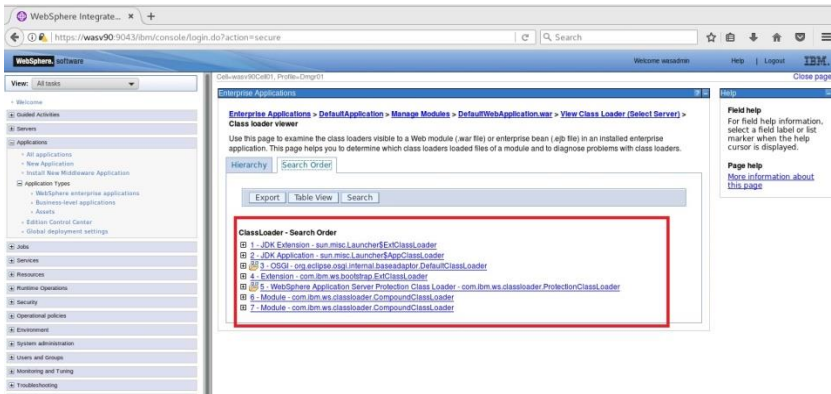 WebSphere Integrate...
https://wasv90:9043/ibm/console/login.do?action=secure
Search
WebSphere. software
Welcome wasadmin
Help | Logout
IBM.
View: All tasks
Welcome
Guided Activities
Servers
Applications
All applications
New Application
Install New Middleware Application
Application Types
WebSphere enterprise applications
Business-level applications
Assets
Edition Control Center
Global deployment settings
Jobs
Services
Resources
Runtime Operations
Security
Operational policies
Environment
System administration
Users and Groups
Monitoring and Tuning
Troubleshooting
Cell=wasv90Cell01, Profile=Dmgr01
Close page
Enterprise Applications
Enterprise Applications > DefaultApplication > Manage Modules > DefaultWebApplication.war > View Class Loader (Select Server) >
Class loader viewer
Use this page to examine the class loaders visible to a Web module (.war file) or enterprise bean (.ejb file) in an installed enterprise
application. This page helps you to determine which class loaders loaded files of a module and to diagnose problems with class loaders.
Hierarchy
Search Order
Export
Table View
Search
ClassLoader - Search Order
1 - JDK Extension - sun.misc.Launcher$ExtClassLoader
2 - JDK Application - sun.misc.Launcher$AppClassLoader
3 - OSGI - org.eclipse.osgi.internal.baseadaptor.DefaultClassLoader
4 - Extension - com.ibm.ws.bootstrap.ExtClassLoader
5 - WebSphere Application Server Protection Class Loader - com.ibm.ws.classloader.ProtectionClassLoader
6 - Module - com.ibm.ws.classloader.CompoundClassLoader
7 - Module - com.ibm.ws.classloader.CompoundClassLoader
Help
Field help
For field help information,
select a field label or list
marker when the help
cursor is displayed.
Page help
More information about
this page